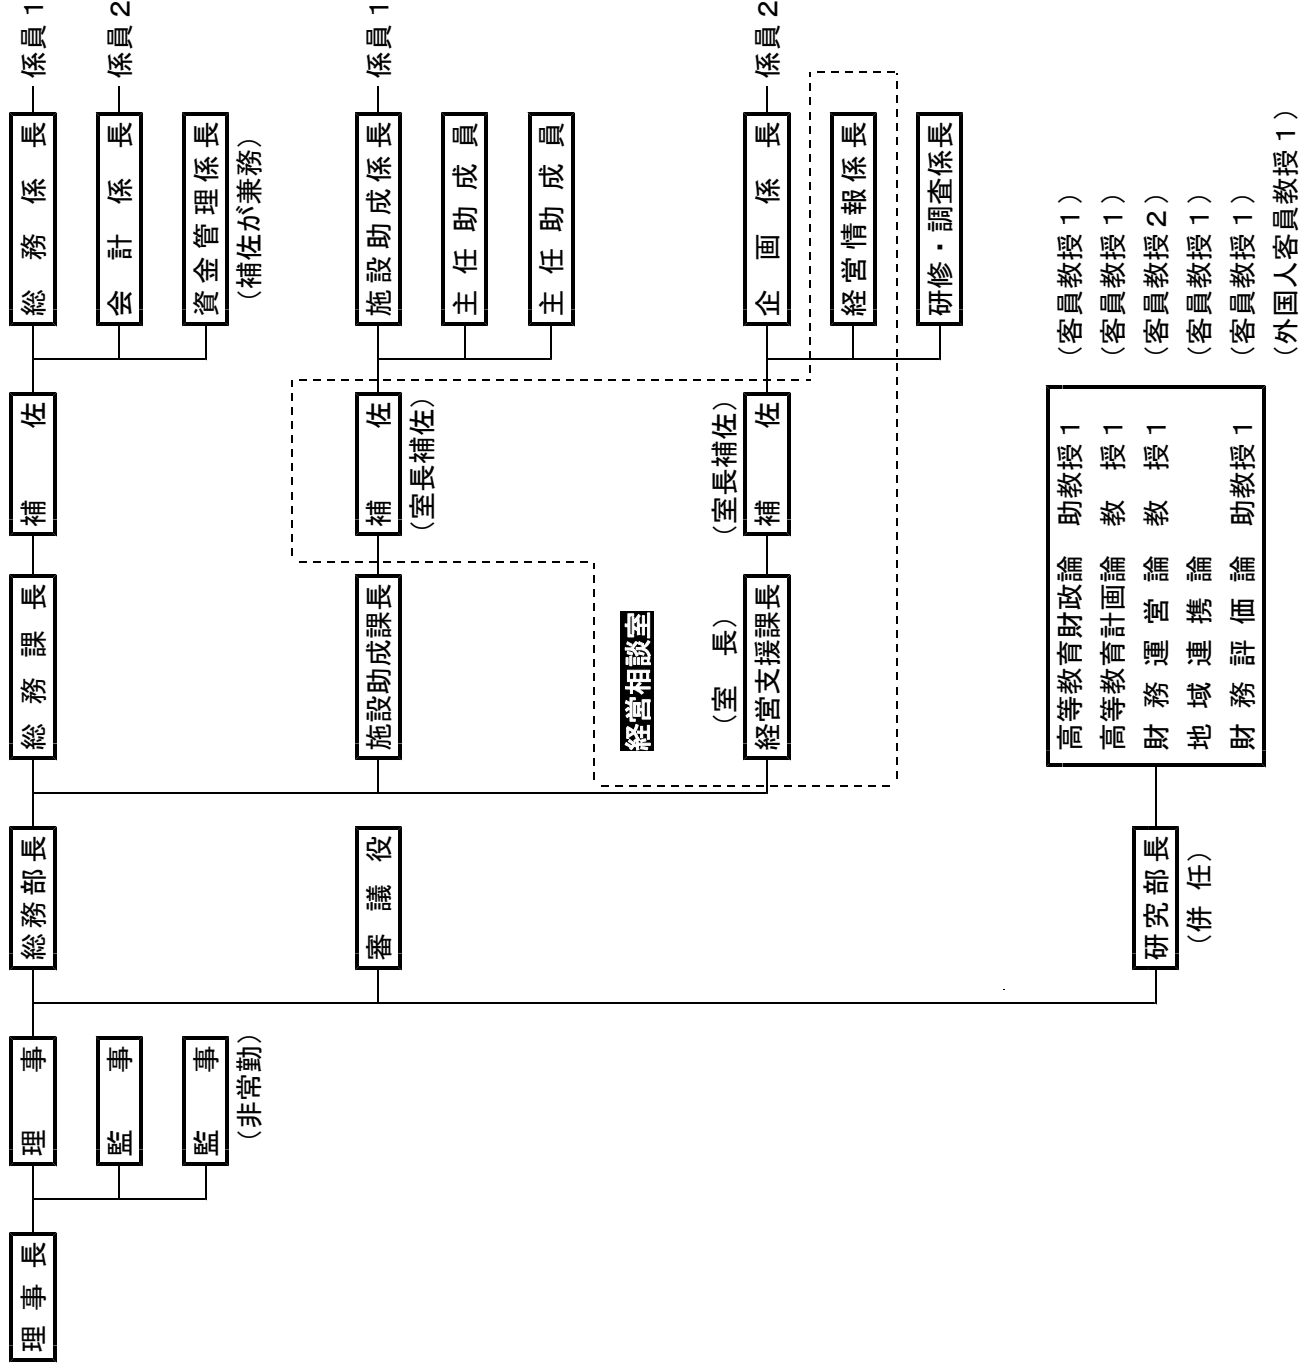 理事長
理事
監事
監事
(非常勤)
総務部長
審議役
研究部長
(併任)
総務課長
補佐
総務係長
係員1
会計係長
係員2
資金管理係長
(補佐が兼務)
施設助成課長
補佐
(室長補佐)
施設助成係長
係員1
主任助成員
主任助成員
経営相談室
(室長)
経営支援課長
(室長補佐)
補佐
企画係長
係員2
経営情報係長
研修・調査係長
高等教育財政論 助教授1 (客員教授1)
高等教育計画論 教授1 (客員教授1)
財務運営論 教授1 (客員教授2)
地域連携論 (客員教授1)
財務評価論 助教授1 (客員教授1)
(外国人客員教授1)